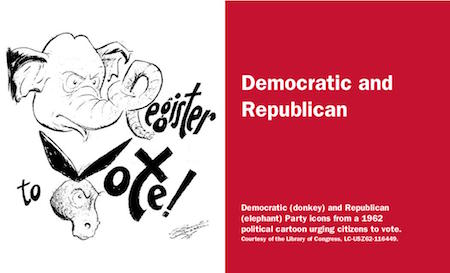 Register
to Vote!
Democratic and
Republican
Democratic (donkey) and Republican
(elephant) Party icons from a 1962
political cartoon urging citizens to vote.
Courtesy of the Library of Congress, LC-USZ62-116449.